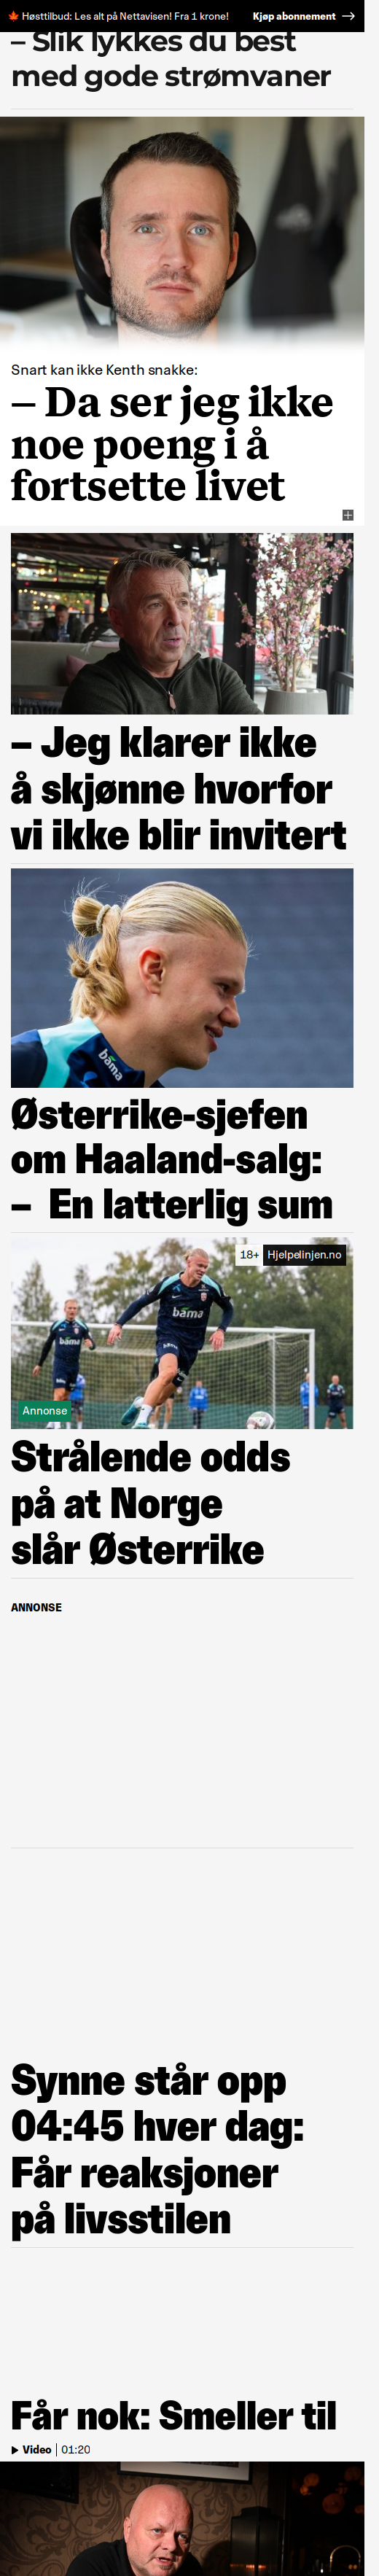 🍁 Høsttilbud: Les alt på Nettavisen! Fra 1 krone! Kjøp abonnement →
– Slik lykkes du best
med gode strømvaner
Snart kan ikke Kenth snakke:
– Da ser jeg ikke
noe poeng i å
fortsette livet
– Jeg klarer ikke
å skjønne hvorfor
vi ikke blir invitert
bama
Østerrike-sjefen
om Haaland-salg:
– En latterlig sum
18+ Hjelpelinjen.no
bama
bama
Annonse
Strålende odds
på at Norge
slår Østerrike
ANNONSE
Synne står opp
04:45 hver dag:
Får reaksjoner
på livsstilen
Får nok: Smeller til
Video | 01:20